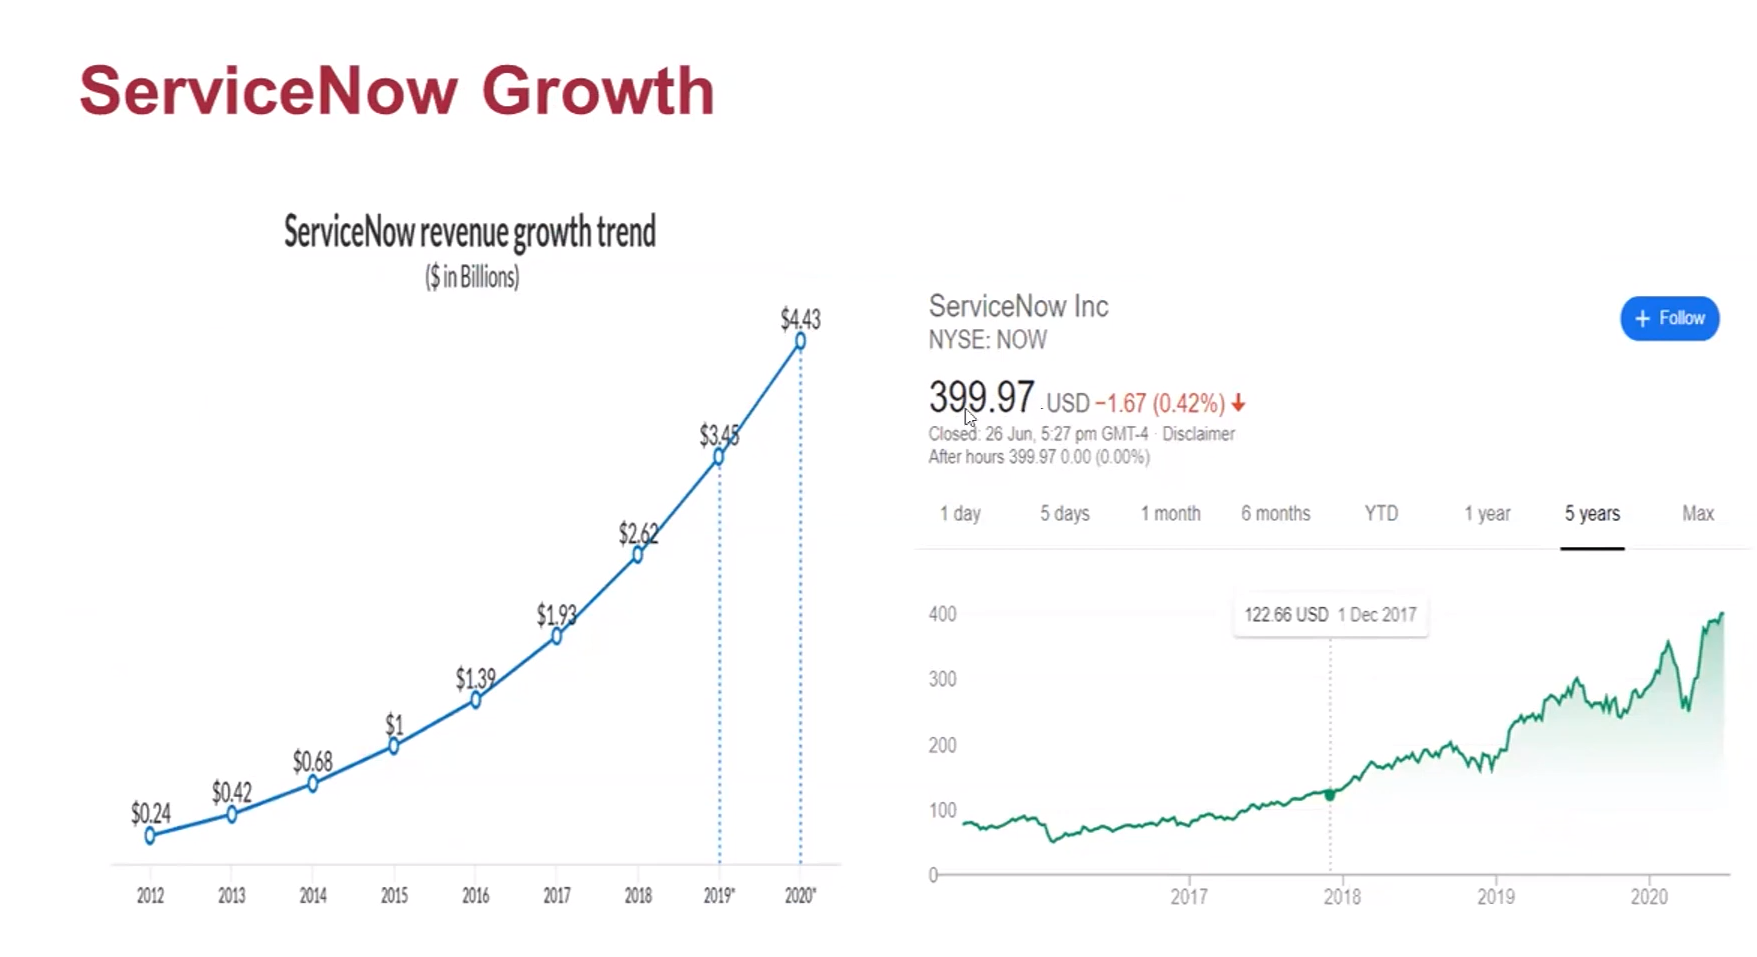 ServiceNow Growth
ServiceNow revenue growth trend
($ in Billions)
$4.43
$3.45
$2.62
$1.93
$1.39
$1
$0.68
$0.42
$0.24
2012 2013 2014 2015 2016 2017 2018 2019* 2020*
ServiceNow Inc
+ Follow
NYSE: NOW
399.97 USD −1.67 (0.42%) ↓
Closed: 26 Jun, 5:27 pm GMT-4 · Disclaimer
After hours 399.97 0.00 (0.00%)
1 day 5 days 1 month 6 months YTD 1 year 5 years Max
122.66 USD 1 Dec 2017
400
300
200
100
0
2017 2018 2019 2020